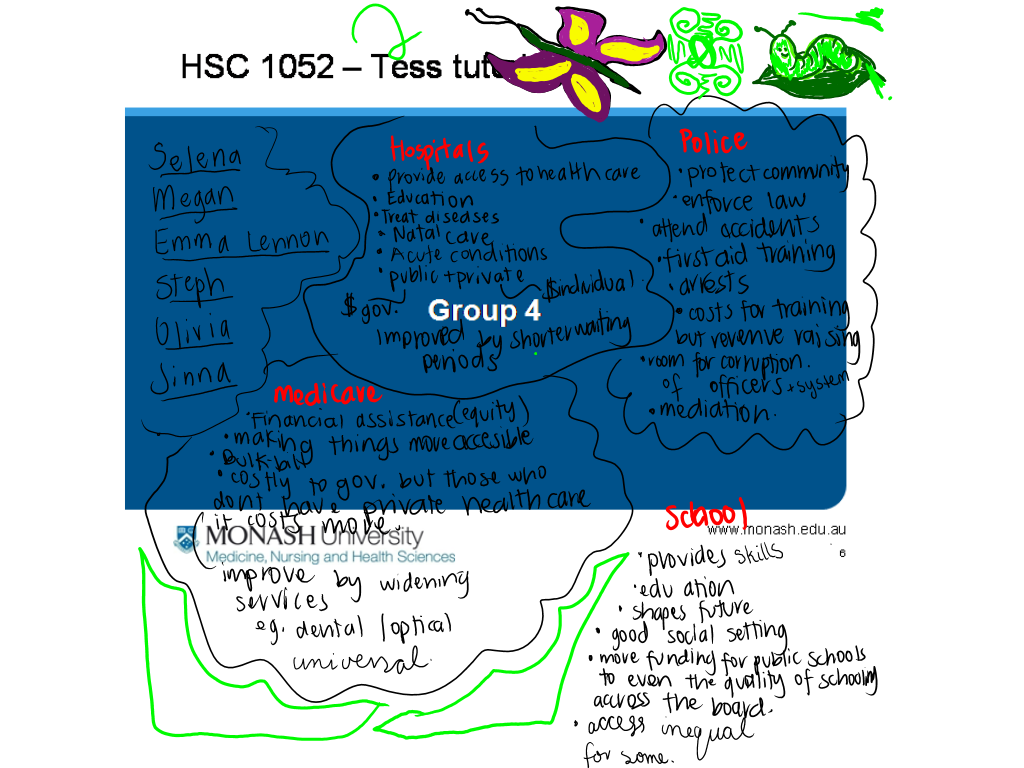 HSC 1052 – Tess tut
Selena
Megan
Emma Lennon
Steph
Olivia
Jinna
Hospitals
• provide access to health care
• Education
• Treat diseases
• Natal care
• Acute conditions
• public + private
$gov.
$individual
Group 4
improved by shorter waiting
periods
Police
• protect community
• enforce law
• attend accidents
• first aid training
• arrests
• costs for training
but revenue raising
• room for corruption.
of officers + system
• mediation.
medicare
• Financial assistance (equity)
• making things more accesible
• Bulk-bill
• costly to gov. but those who
dont have private health care
it costs more.
MONASH University
Medicine, Nursing and Health Sciences
improve by widening
services
eg. dental / optical
universal.
School
www.monash.edu.au
6
• provides skills
• edu ation
• shapes future
• good social setting
• more funding for public schools
to even the quality of schooling
across the board.
• access inequal
for some.